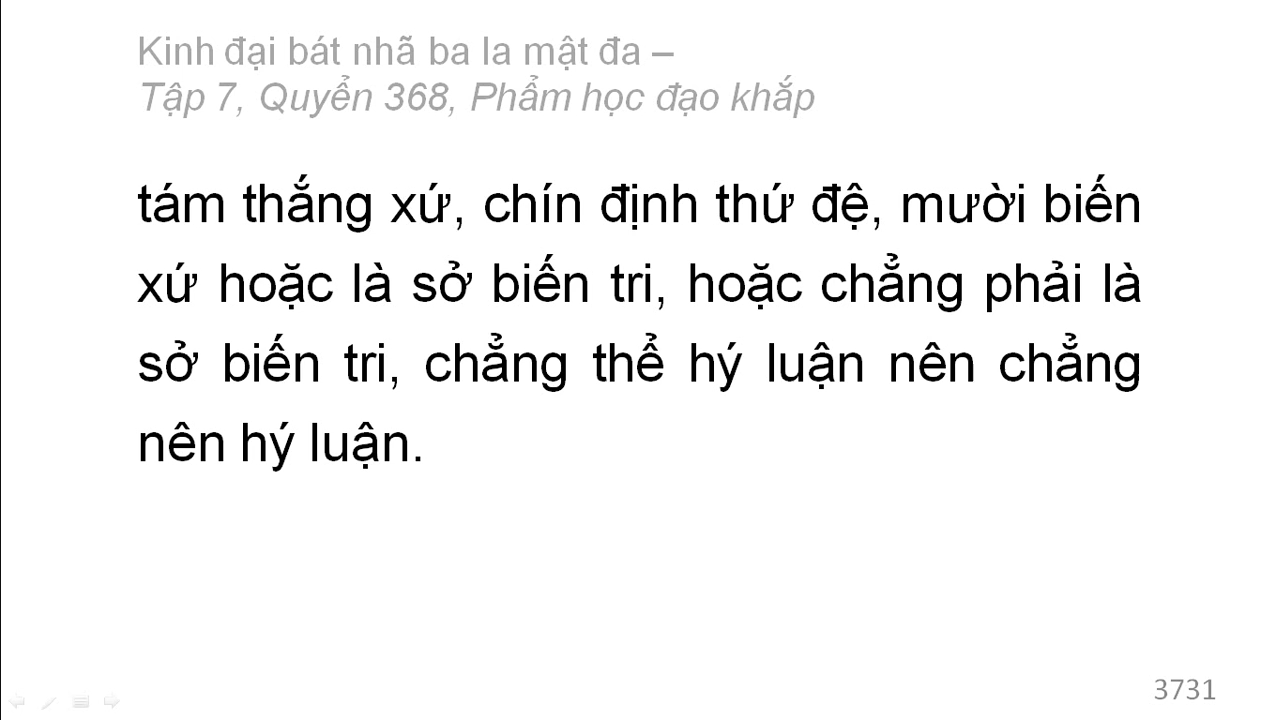 Kinh đại bát nhã ba la mật đa –
Tập 7, Quyển 368, Phẩm học đạo khắp
tám thắng xứ, chín định thứ đệ, mười biến
xứ hoặc là sở biến tri, hoặc chẳng phải là
sở biến tri, chẳng thể hý luận nên chẳng
nên hý luận.
3731